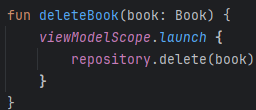 fun deleteBook(book: Book) {
    viewModelScope.launch {
        repository.delete(book)
    }
}